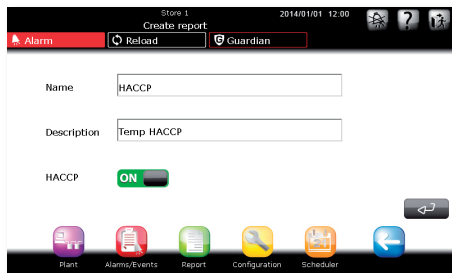 Store 1
2014/01/01 12:00
Create report
Alarm
Reload
Guardian
?
Name
HACCP
Description
Temp HACCP
HACCP
ON
Plant
Alarms/Events
Report
Configuration
Scheduler